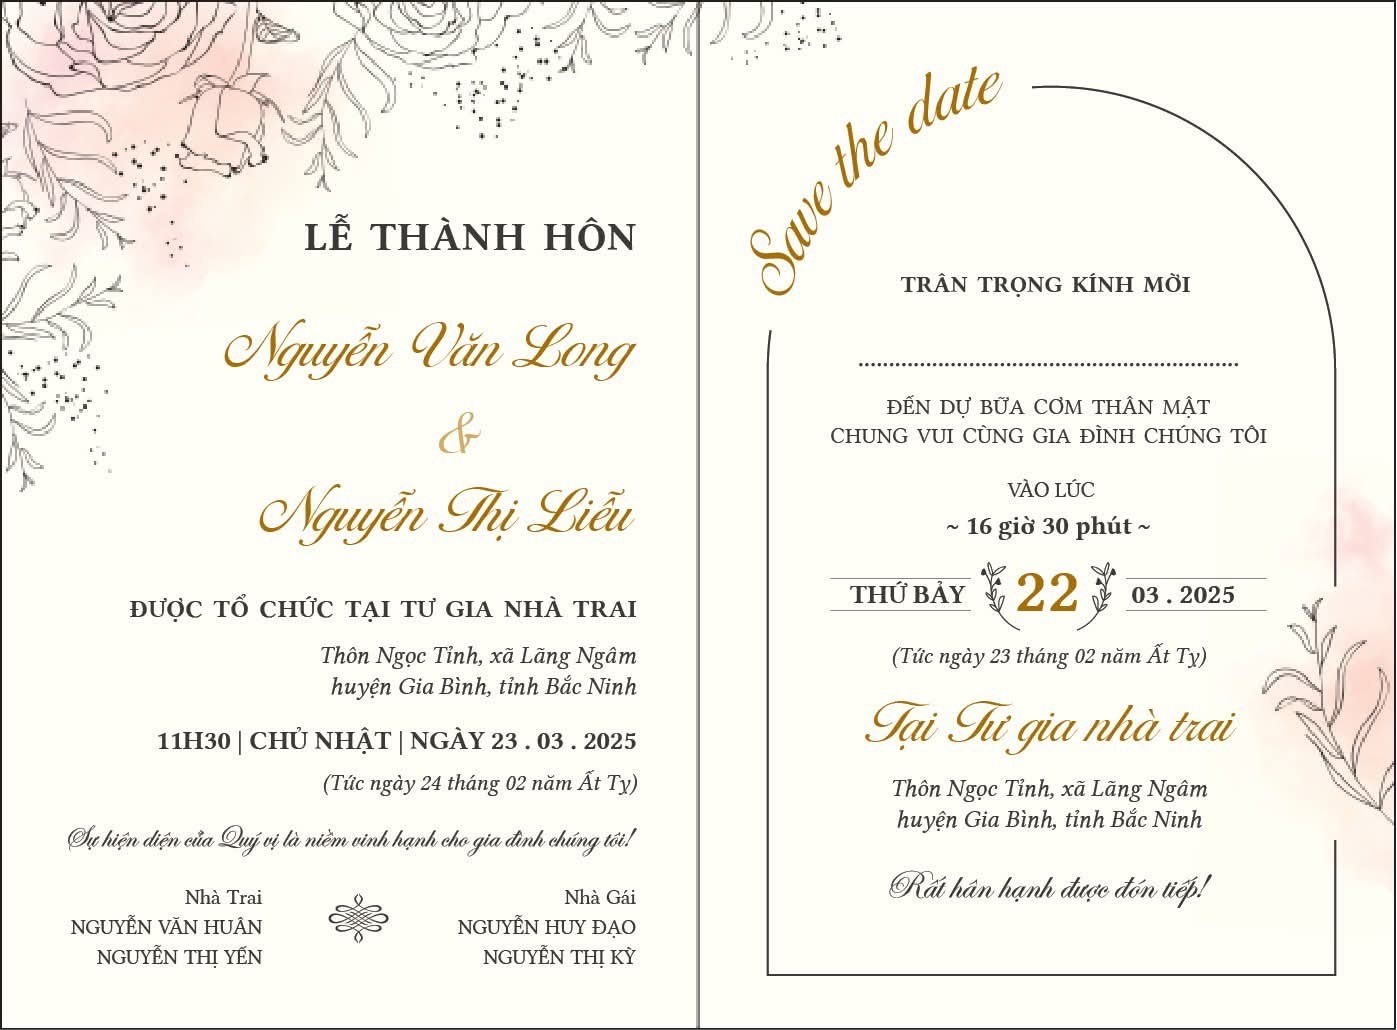 LỄ THÀNH HÔN
Nguyễn Văn Long
&
Nguyễn Thị Liễu
ĐƯỢC TỔ CHỨC TẠI TƯ GIA NHÀ TRAI
Thôn Ngọc Tỉnh, xã Lãng Ngâm
huyện Gia Bình, tỉnh Bắc Ninh
11H30 | CHỦ NHẬT | NGÀY 23 . 03 . 2025
(Tức ngày 24 tháng 02 năm Ất Tỵ)
Sự hiện diện của Quý vị là niềm vinh hạnh cho gia đình chúng tôi!
Nhà Trai
NGUYỄN VĂN HUÂN
NGUYỄN THỊ YẾN
Nhà Gái
NGUYỄN HUY ĐẠO
NGUYỄN THỊ KỲ
Save the date
TRÂN TRỌNG KÍNH MỜI
ĐẾN DỰ BỮA CƠM THÂN MẬT
CHUNG VUI CÙNG GIA ĐÌNH CHÚNG TÔI
VÀO LÚC
~ 16 giờ 30 phút ~
THỨ BẢY 22 03 . 2025
(Tức ngày 23 tháng 02 năm Ất Tỵ)
Tại Tư gia nhà trai
Thôn Ngọc Tỉnh, xã Lãng Ngâm
huyện Gia Bình, tỉnh Bắc Ninh
Rất hân hạnh được đón tiếp!